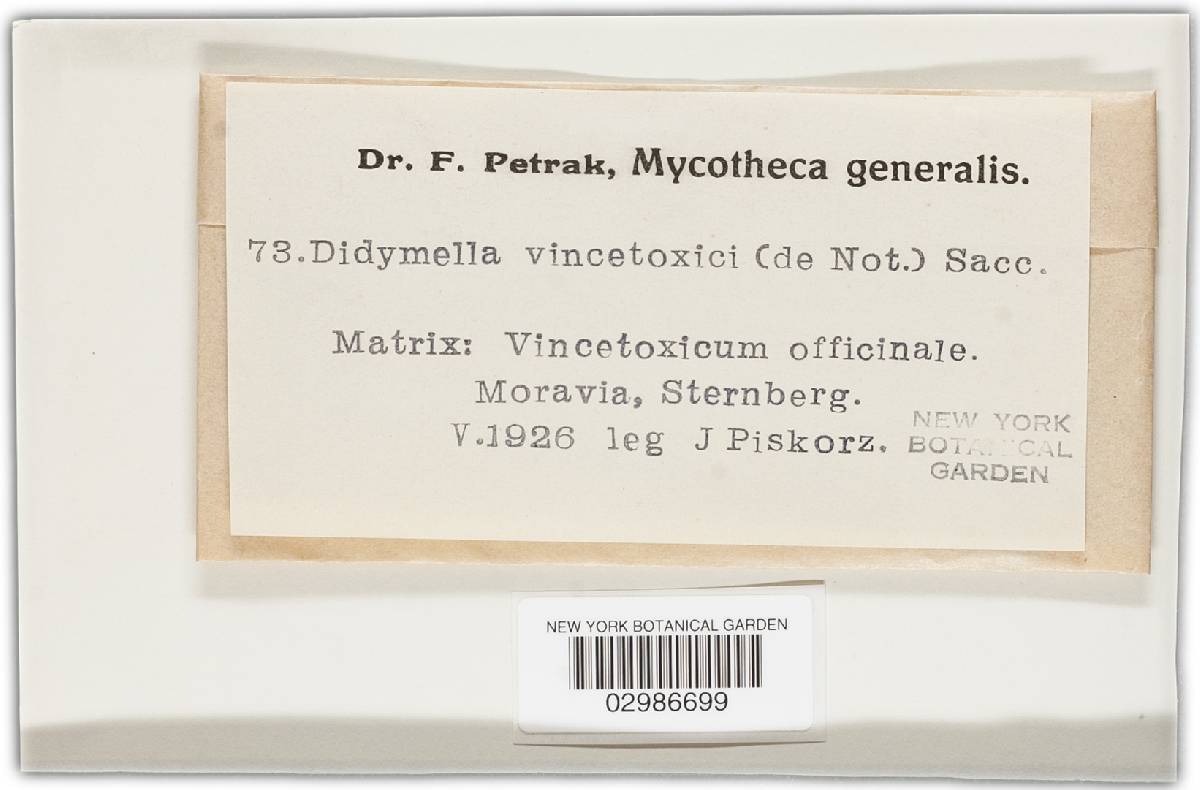 Dr. F. Petrak, Mycotheca generalis.
73.Didymella vincetoxici (de Not.) Sacc.
Matrix: Vincetoxicum officinale.
Moravia, Sternberg.
V.1926 leg J Piskorz.
NEW YORK
BOTANICAL
GARDEN
NEW YORK BOTANICAL GARDEN
02986699